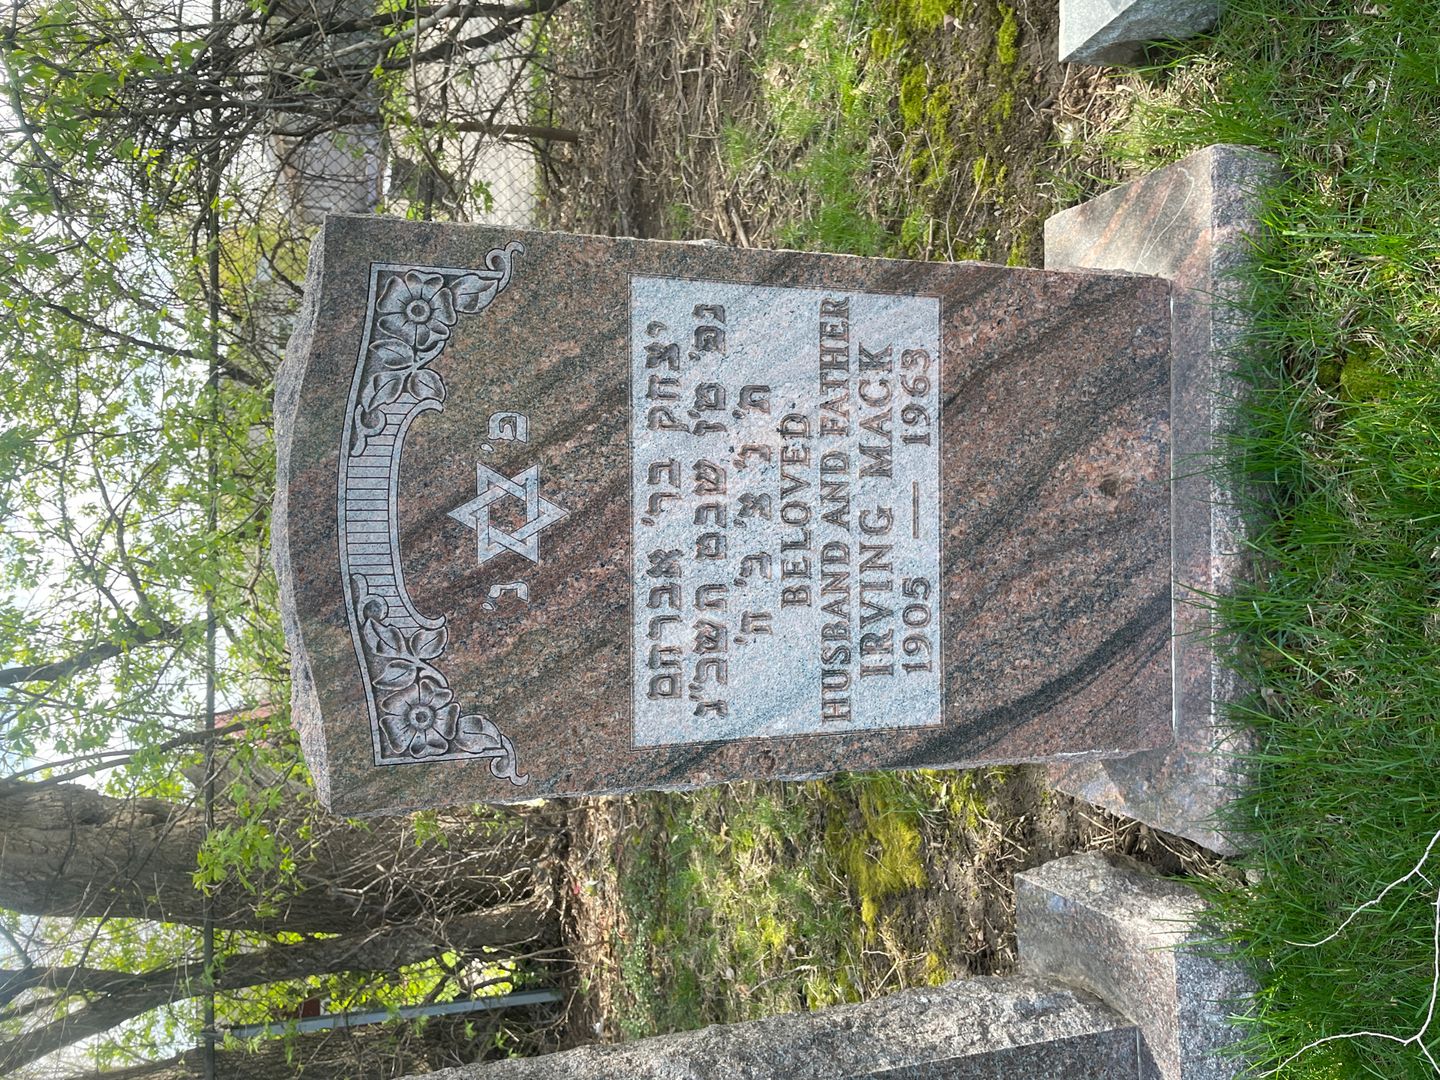 פ' נ'
יצחק בר' אברהם
נפ' שבט תשכ"ג
ת' נ' צ' ב' ה'
BELOVED
HUSBAND AND FATHER
IRVING MACK
1905 — 1963